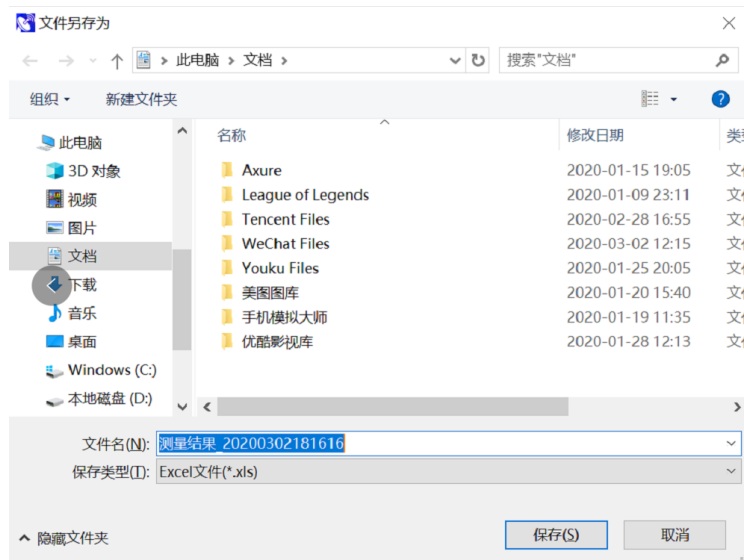 文件另存为
此电脑 > 文档 >
搜索"文档"
组织 新建文件夹
名称 修改日期
此电脑
3D 对象
视频
图片
文档
下载
音乐
桌面
Windows (C:)
本地磁盘 (D:)
Axure 2020-01-15 19:05 文
League of Legends 2020-01-09 23:11 文
Tencent Files 2020-02-28 16:55 文
WeChat Files 2020-03-02 12:15 文
Youku Files 2020-01-25 20:05 文
美图图库 2020-01-20 15:40 文
手机模拟大师 2020-01-19 11:35 文
优酷影视库 2020-01-28 12:13 文
文件名(N): 测量结果_20200302181616
保存类型(T): Excel文件(*.xls)
隐藏文件夹
保存(S) 取消